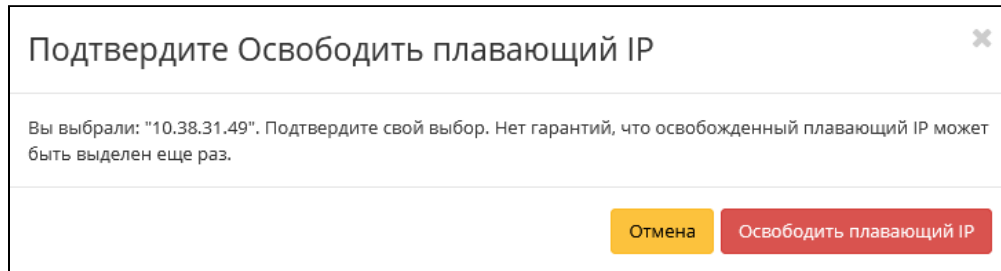 Подтвердите Освободить плавающий IP
Вы выбрали: "10.38.31.49". Подтвердите свой выбор. Нет гарантий, что освобожденный плавающий IP может
быть выделен еще раз.
Отмена
Освободить плавающий IP